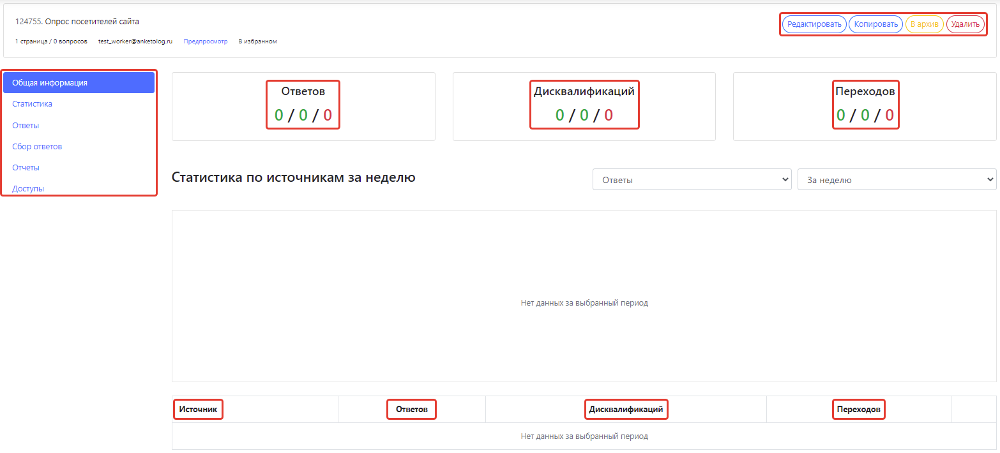 124755. Опрос посетителей сайта
Редактировать Копировать В архив Удалить
1 страница / 0 вопросов test_worker@anketolog.ru Предпросмотр В избранном
Общая информация
Статистика
Ответы
Сбор ответов
Отчеты
Доступы
Ответов
0 / 0 / 0
Дисквалификаций
0 / 0 / 0
Переходов
0 / 0 / 0
Статистика по источникам за неделю
Ответы
За неделю
Нет данных за выбранный период
Источник Ответов Дисквалификаций Переходов
Нет данных за выбранный период